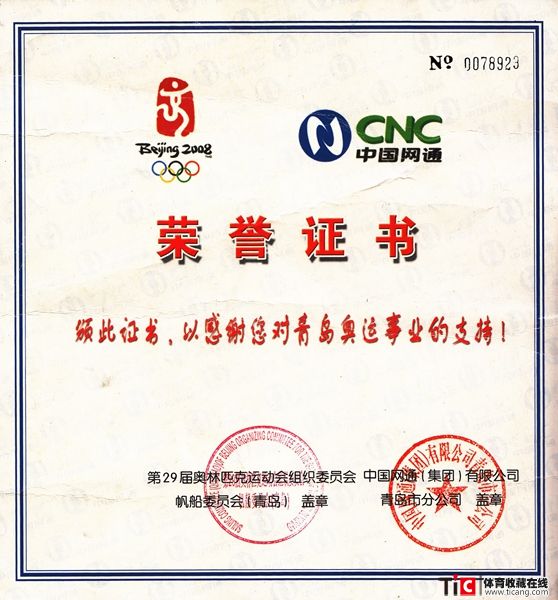 № 0078923
Beijing 2008
CNC
中国网通
荣誉证书
颁此证书，以感谢您对青岛奥运事业的支持！
第29届奥林匹克运动会组织委员会 中国网通(集团)有限公司
帆船委员会(青岛) 盖章 青岛市分公司 盖章
TiC 体育收藏在线
www.ticang.com